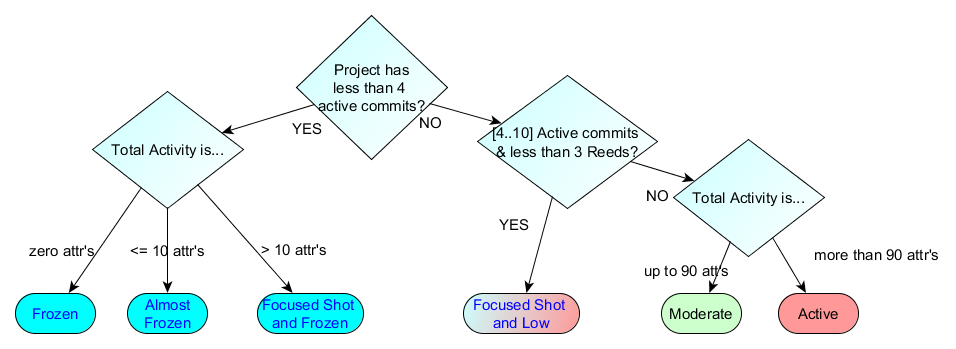 Project has
less than 4
active commits?
YES
NO
Total Activity is...
[4..10] Active commits
& less than 3 Reeds?
YES
NO
Total Activity is...
zero attr's
<= 10 attr's
> 10 attr's
up to 90 att's
more than 90 attr's
Frozen
Almost
Frozen
Focused Shot
and Frozen
Focused Shot
and Low
Moderate
Active